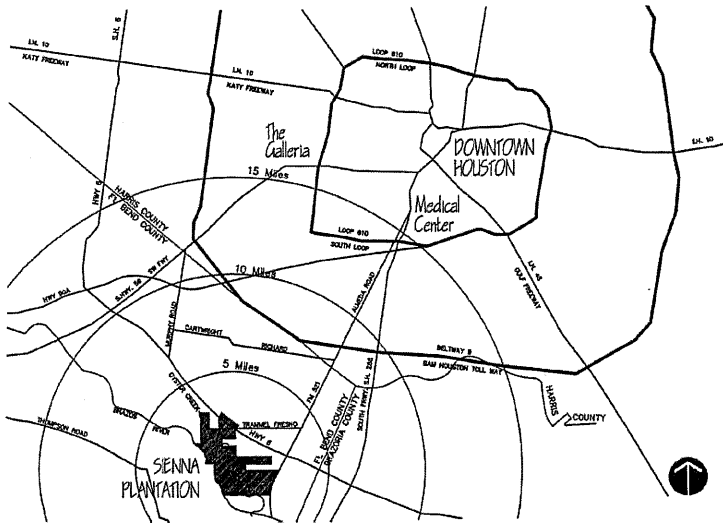 S.H. 6
I.H. 10
KATY FREEWAY
I.H. 10
KATY FREEWAY
LOOP 610
NORTH LOOP
The
Galleria
DOWNTOWN
HOUSTON
I.H. 10
15 Miles
HWY 6
HARRIS COUNTY
FT. BEND COUNTY
Medical
Center
LOOP 610
SOUTH LOOP
I.H. 45
GULF FREEWAY
10 Miles
HWY 90A
S.HWY. 59
SW FWY
MURPHY ROAD
ALMEDA ROAD
CARTWRIGHT
RICHARD
BELTWAY 8
SAM HOUSTON TOLL WAY
5 Miles
OYSTER CREEK
FM 521
SOUTH FRWY. S.H. 288
HARRIS
COUNTY
BRAZOS
RIVER
THOMPSON ROAD
TRAMMEL FRESNO
HWY 6
FT. BEND COUNTY
BRAZORIA COUNTY
SIENNA
PLANTATION